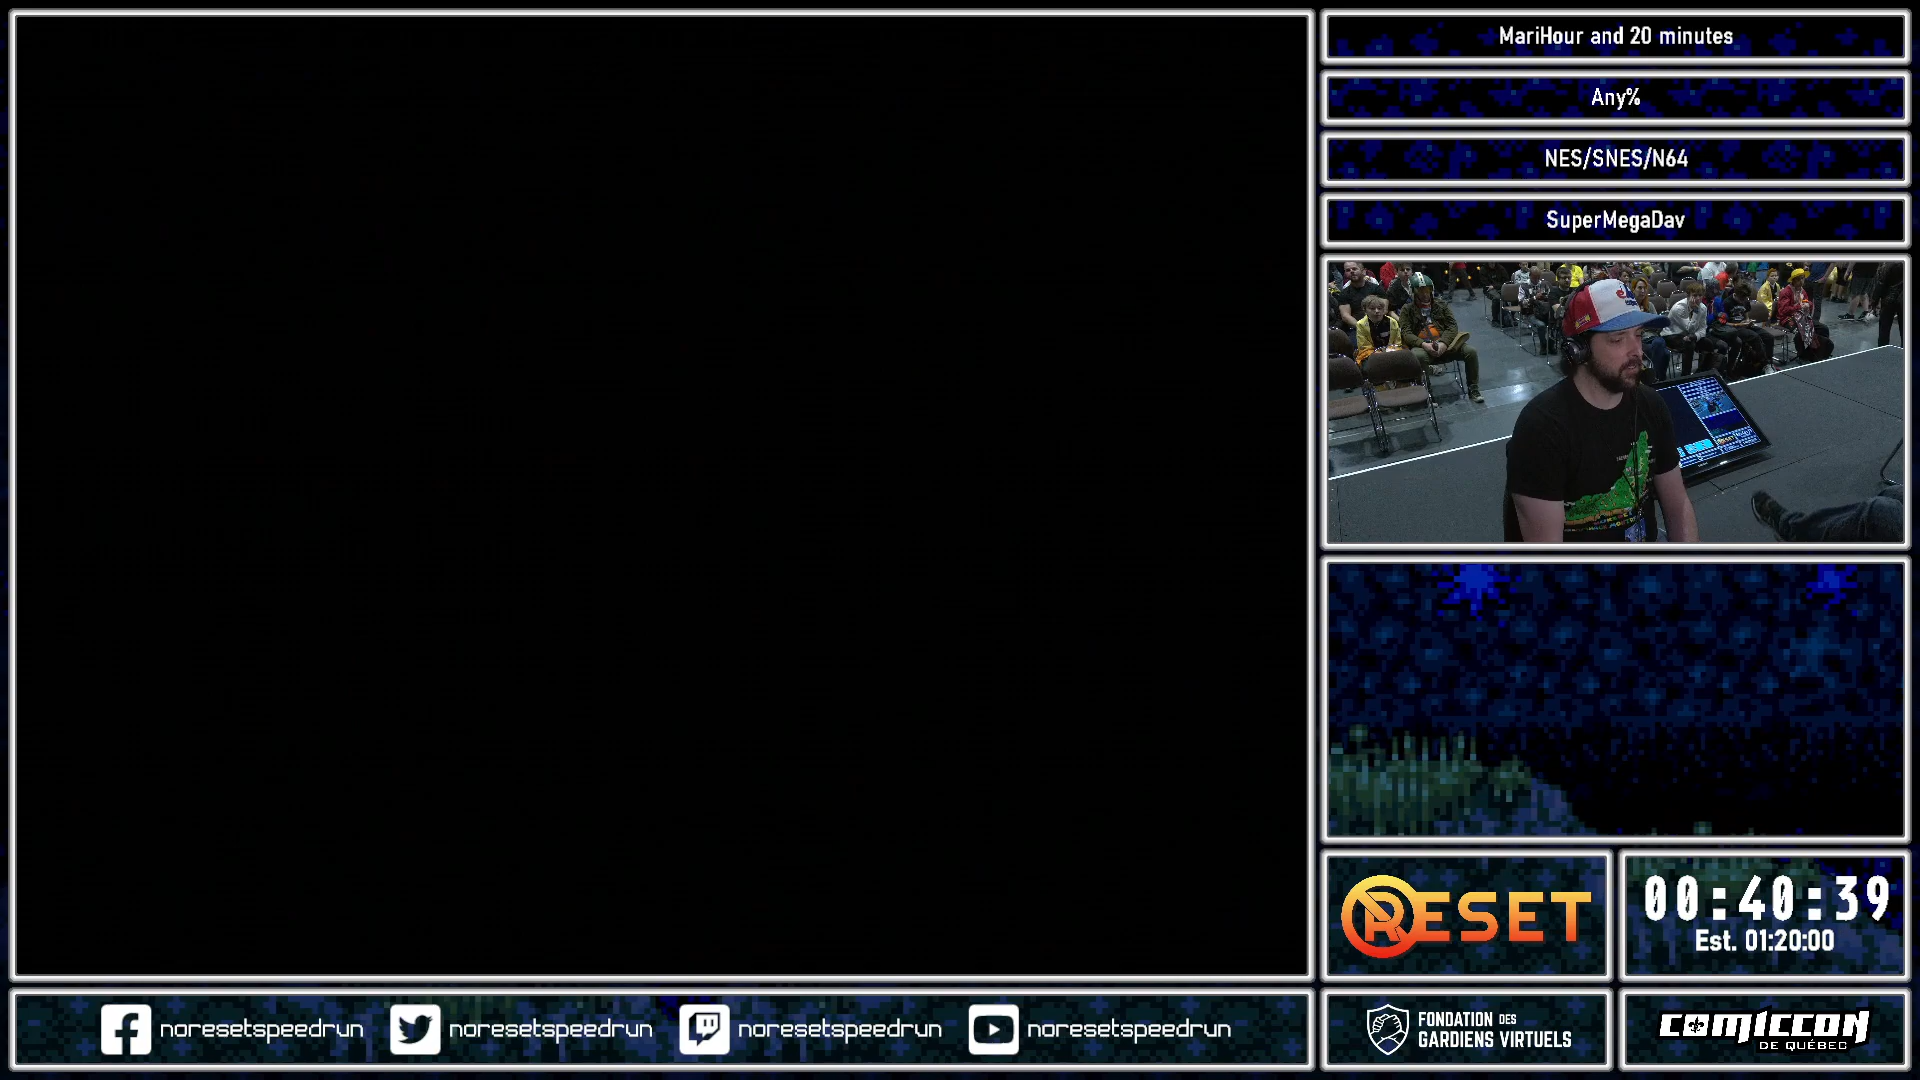 MariHour and 20 minutes
Any%
NES/SNES/N64
SuperMegaDav
RESET
00:40:39
Est. 01:20:00
noresetspeedrun
noresetspeedrun
noresetspeedrun
noresetspeedrun
FONDATION DES
GARDIENS VIRTUELS
COMICCON
DE QUÉBEC